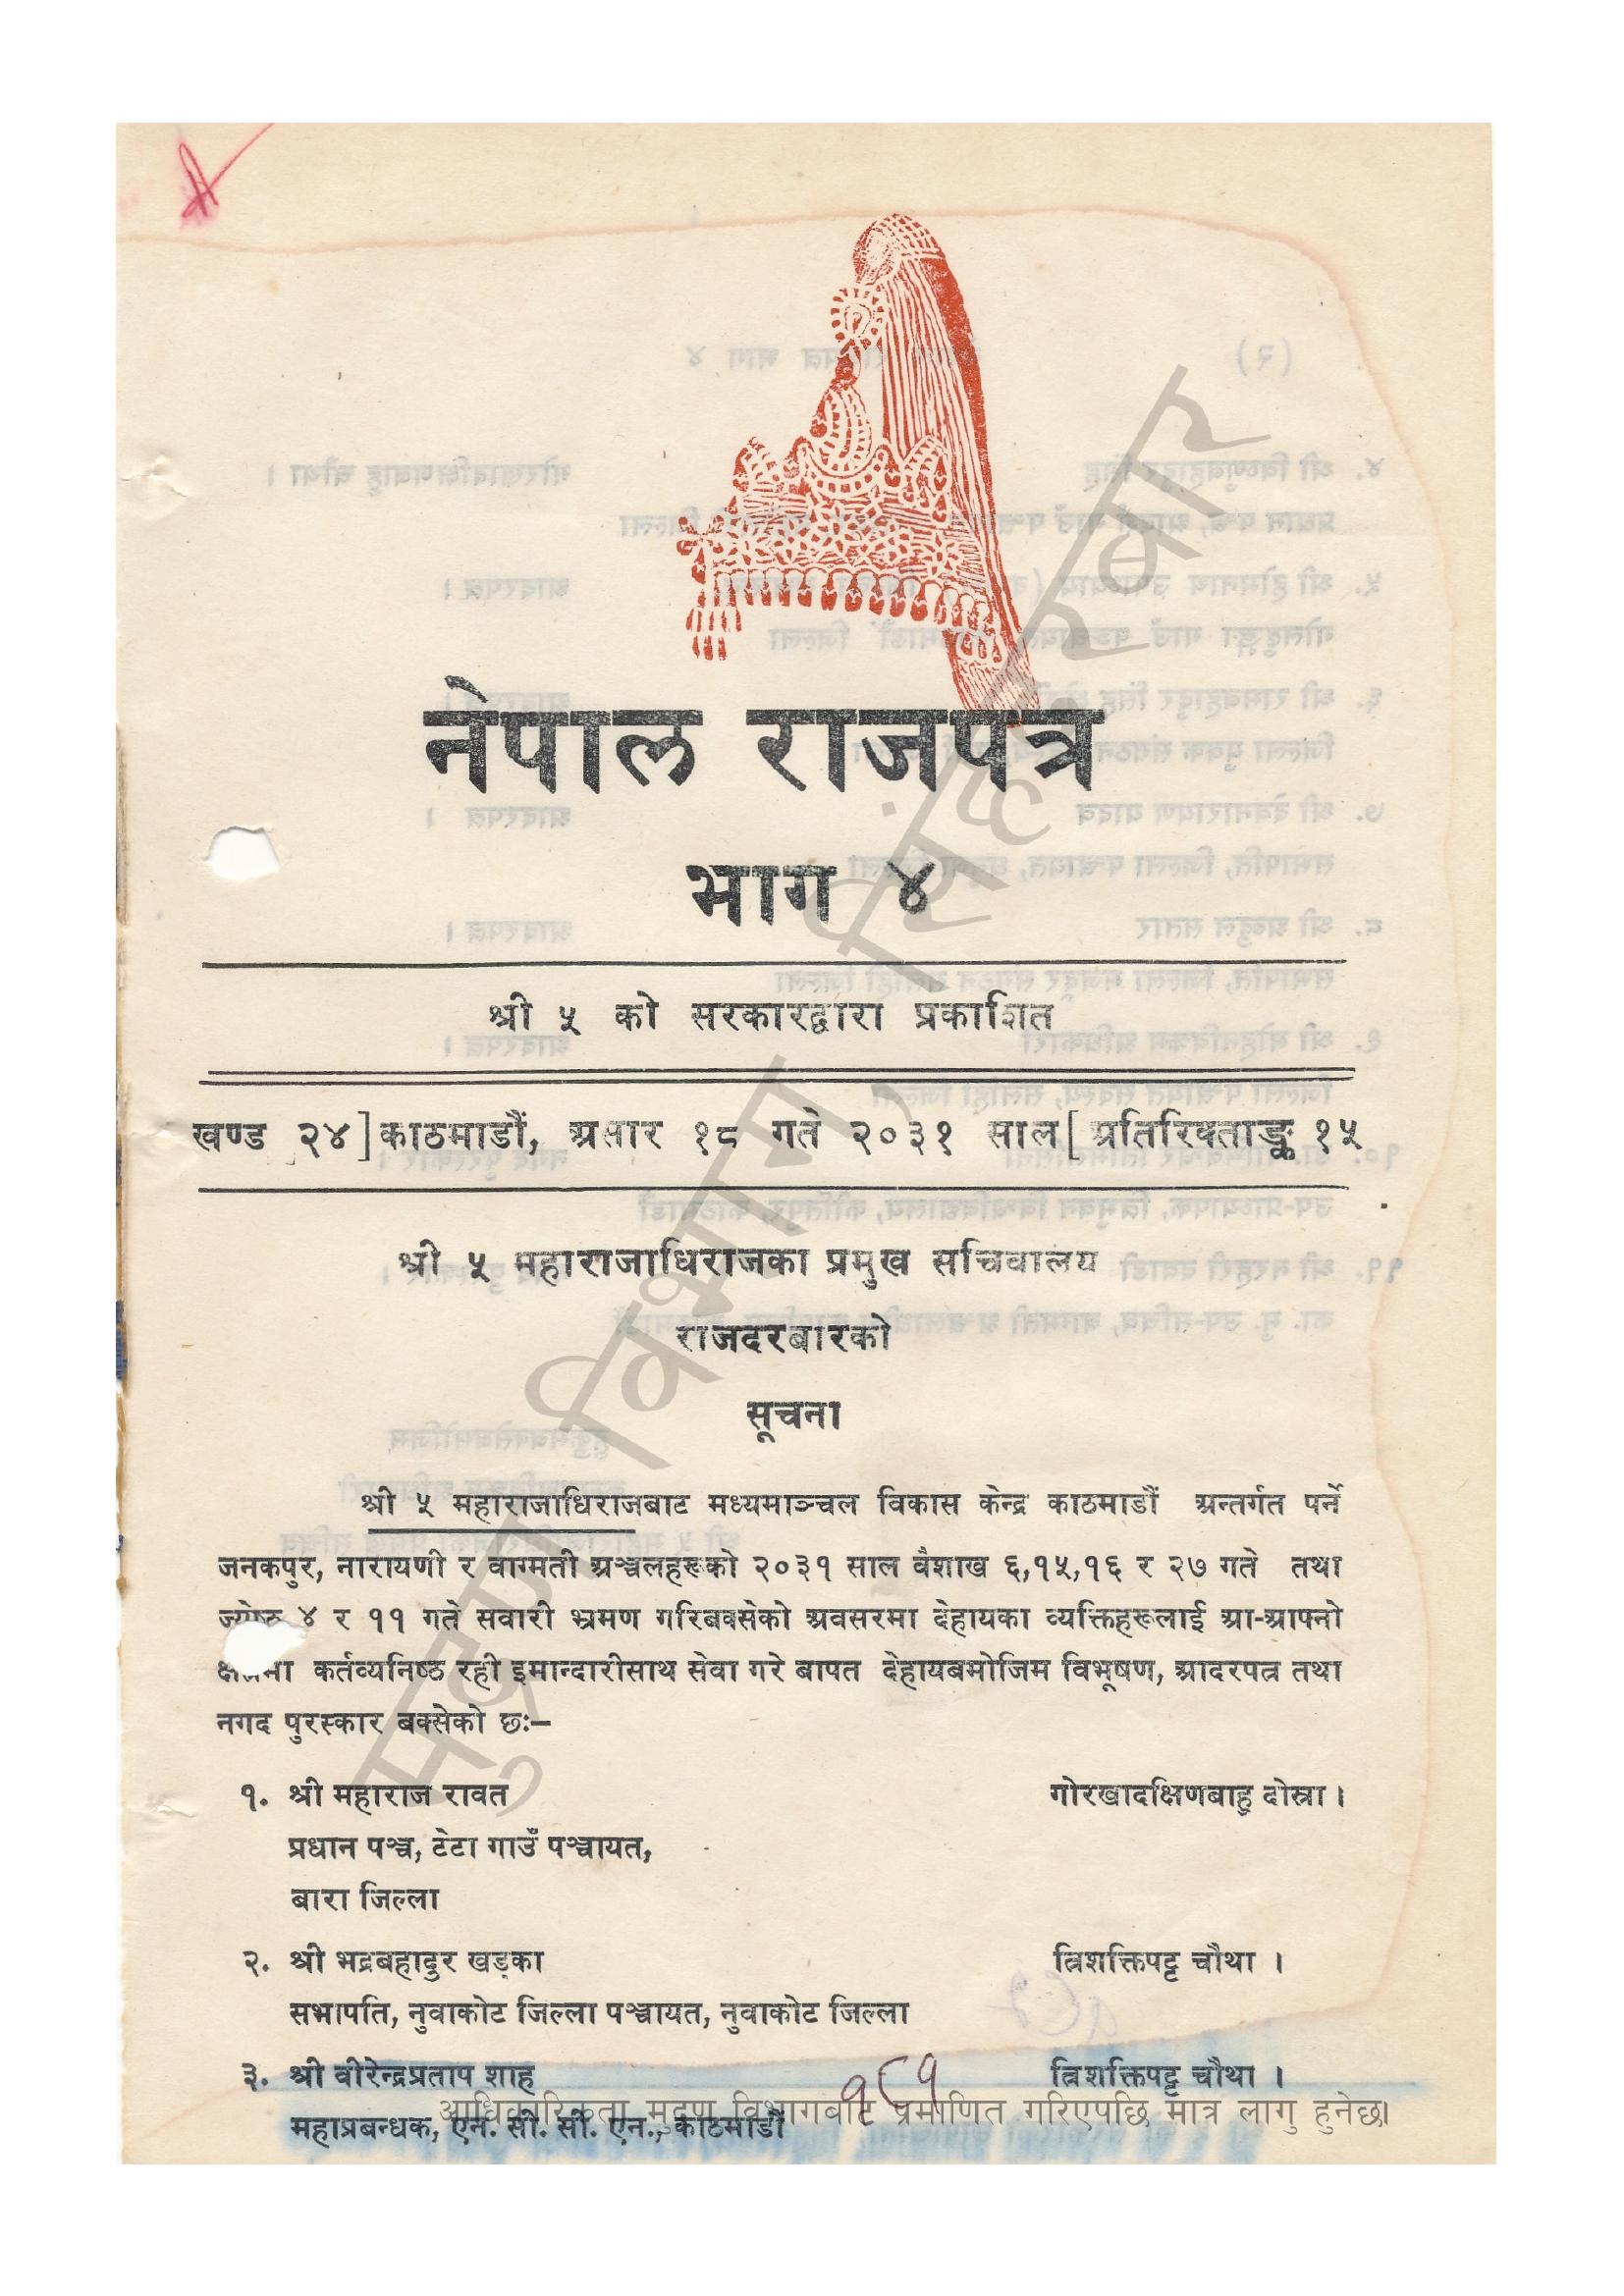 नेपाल राजपत्र
भाग ४
श्री ५ को सरकारद्वारा प्रकाशित
खण्ड २४] काठमाडौं, असार १८ गते २०३१ साल [ अतिरिक्ताङ्क १५
श्री ५ महाराजाधिराजका प्रमुख सचिवालय
राजदरबारको
सूचना
श्री ५ महाराजाधिराजबाट मध्यमाञ्चल विकास केन्द्र काठमाडौं अन्तर्गत पर्ने
जनकपुर, नारायणी र वाग्मती अञ्चलहरूको २०३१ साल वैशाख ६,१५,१६ र २७ गते तथा
ज्येष्ठ ४ र ११ गते सवारी भ्रमण गरिबक्सेको अवसरमा देहायका व्यक्तिहरूलाई आ-आफ्नो
कर्तव्यनिष्ठ रही इमान्दारीसाथ सेवा गरे बापत देहायबमोजिम विभूषण, आदरपत्र तथा
नगद पुरस्कार बक्सेको छः–
१. श्री महाराज रावत गोरखादक्षिणबाहु दोस्रा ।
प्रधान पञ्च, टेटा गाउँ पञ्चायत,
बारा जिल्ला
२. श्री भद्रबहादुर खड्का त्रिशक्तिपट्ट चौथा ।
सभापति, नुवाकोट जिल्ला पञ्चायत, नुवाकोट जिल्ला
३. श्री वीरेन्द्रप्रताप शाह त्रिशक्तिपट्ट चौथा ।
१८१
महाप्रबन्धक, एन. सी. सी. एन., काठमाडौं
आधिकारिकता मुद्रण विभागबाट प्रमाणित गरिएपछि मात्र लागु हुनेछ।
मुद्रण विभाग, सिंहदरबार